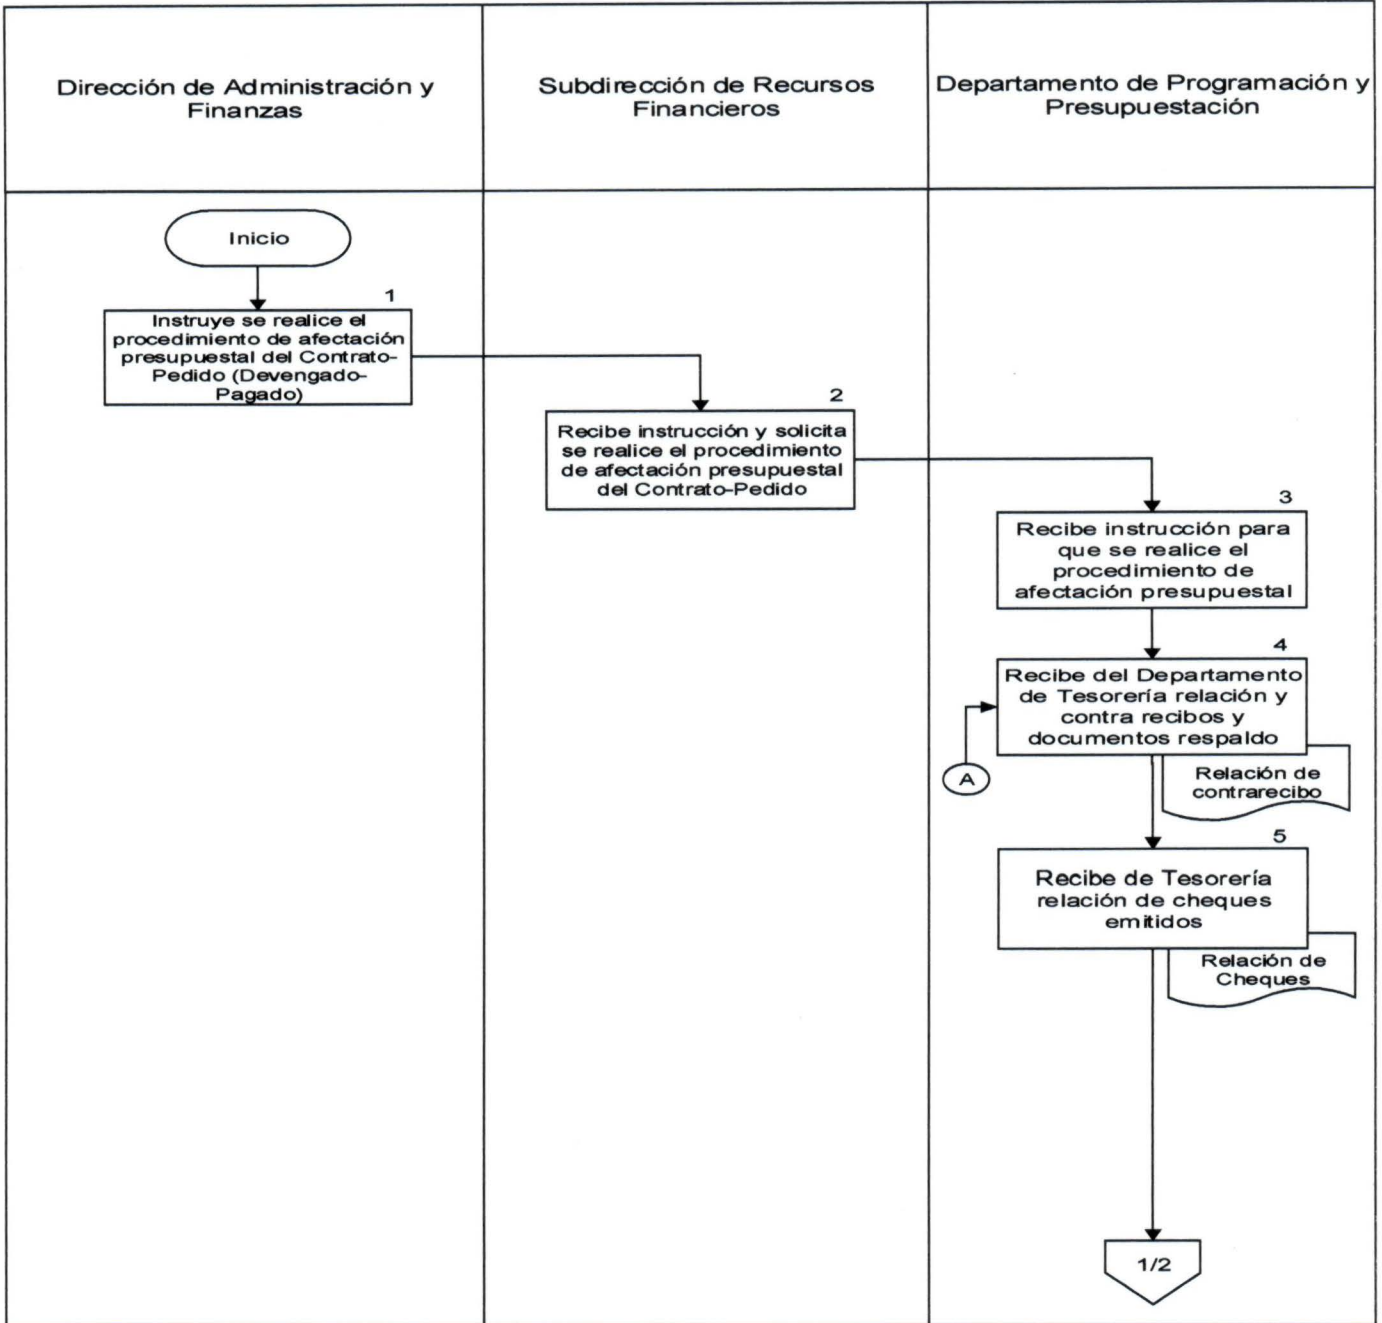 Dirección de Administración y
Finanzas
Subdirección de Recursos
Financieros
Departamento de Programación y
Presupuestación
Inicio
1
Instruye se realice el
procedimiento de afectación
presupuestal del Contrato-
Pedido (Devengado-
Pagado)
2
Recibe instrucción y solicita
se realice el procedimiento
de afectación presupuestal
del Contrato-Pedido
3
Recibe instrucción para
que se realice el
procedimiento de
afectación presupuestal
4
Recibe del Departamento
de Tesorería relación y
contra recibos y
documentos respaldo
A
Relación de
contrarecibo
5
Recibe de Tesorería
relación de cheques
emitidos
Relación de
Cheques
1/2